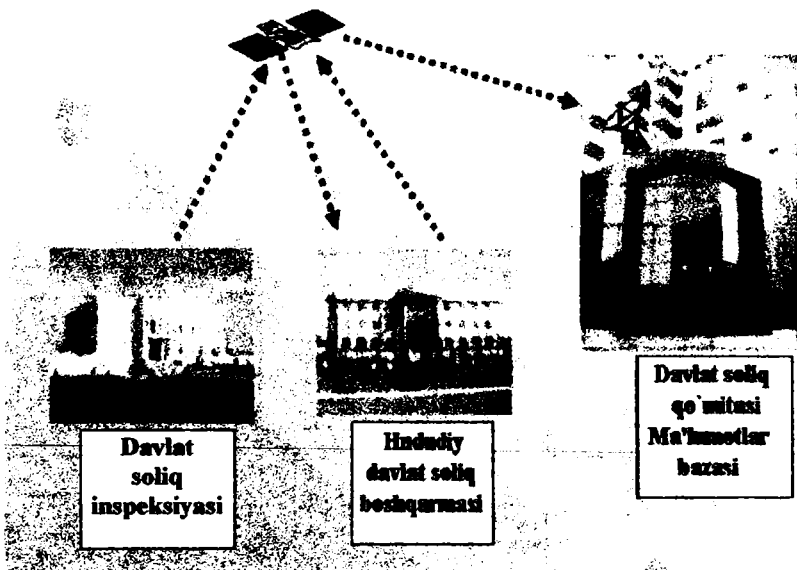 Davlat
soliq
inspeksiyasi
Hududiy
davlat soliq
boshqarmasi
Davlat soliq
qo`mitasi
Ma'lumotlar
bazasi